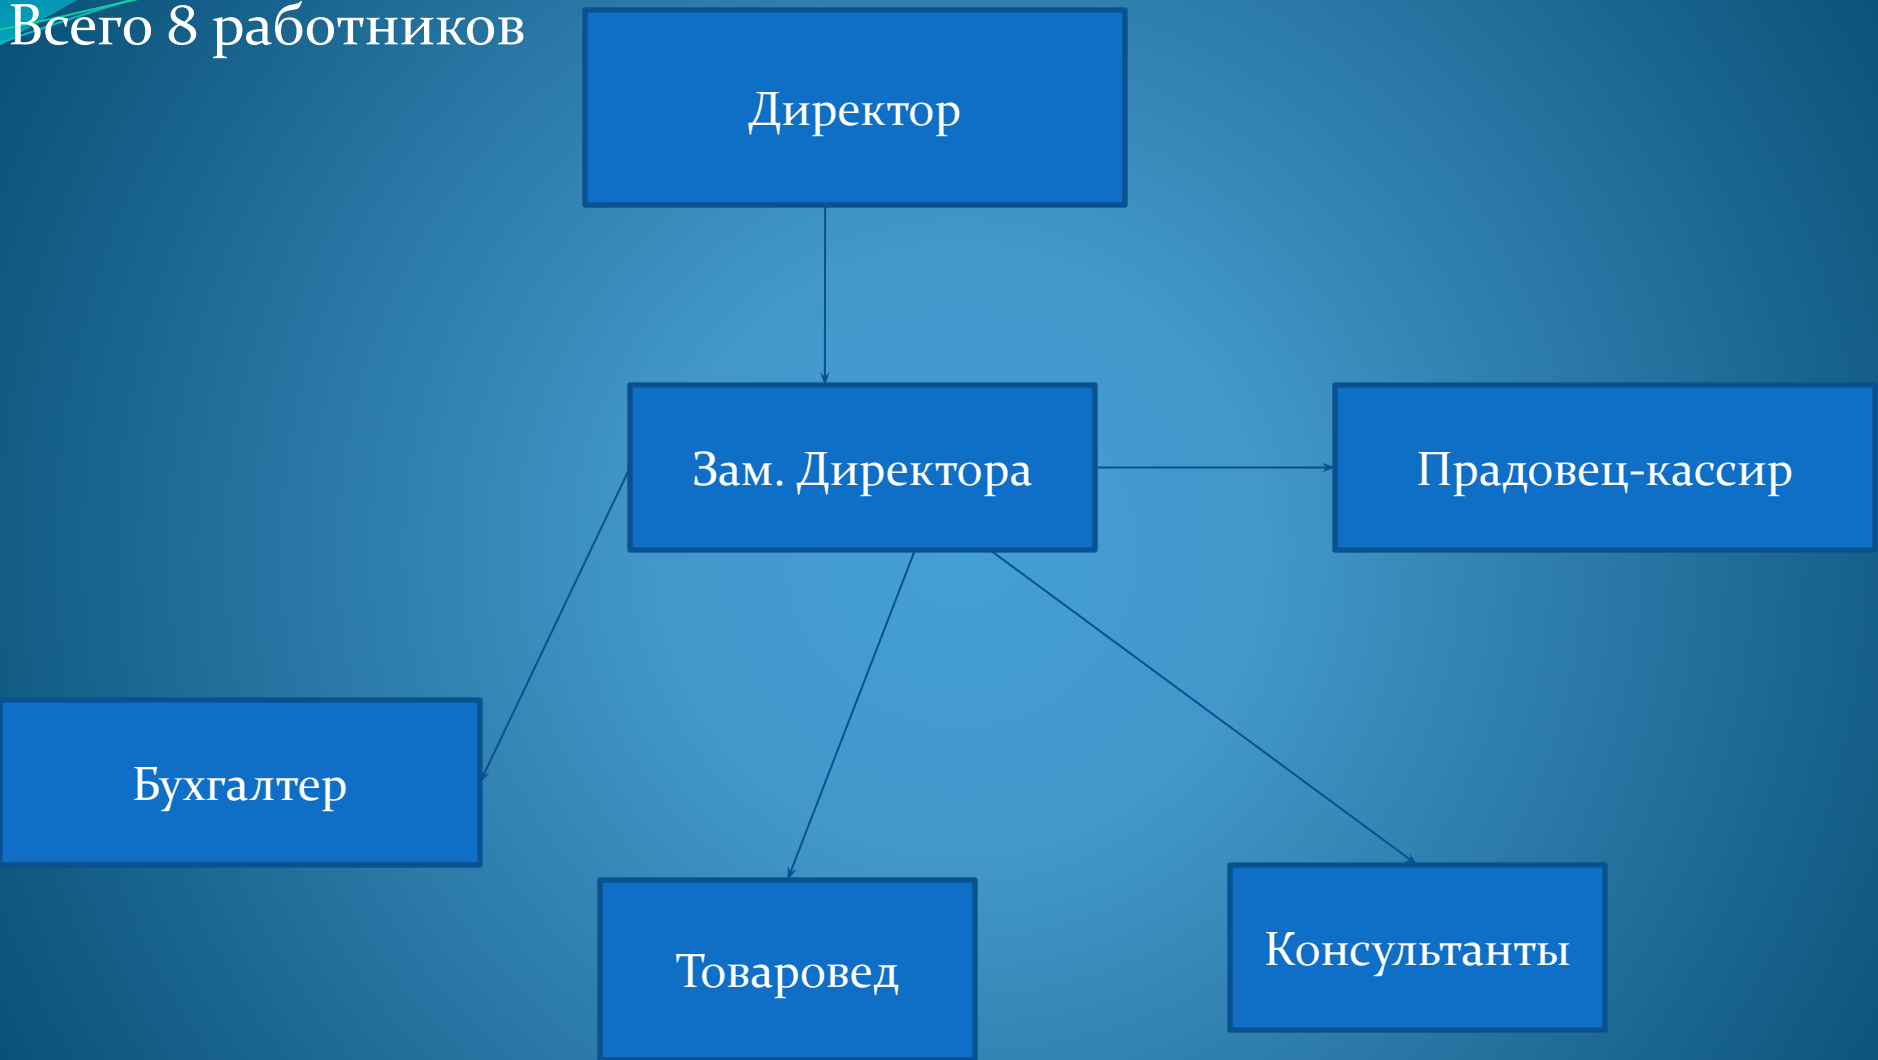 Всего 8 работников
Директор
Зам. Директора
Прадовец-кассир
Бухгалтер
Товаровед
Консультанты